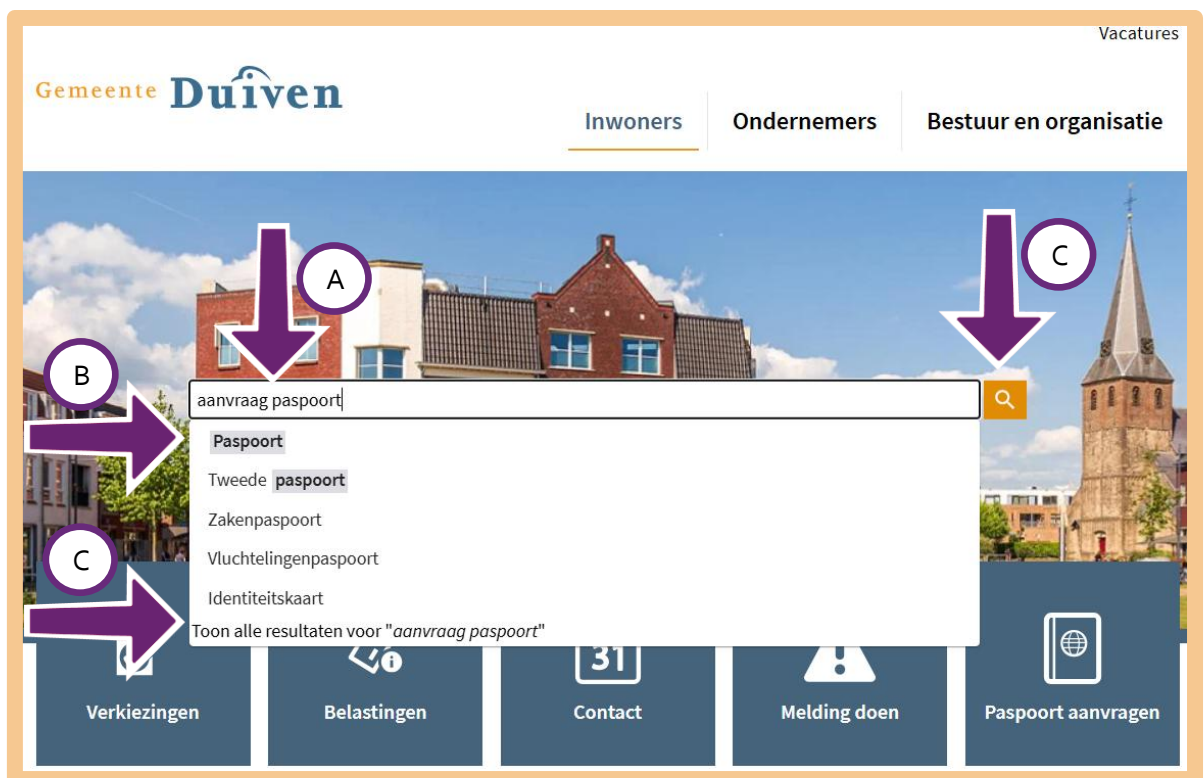 Vacatures
Gemeente Duiven
Inwoners Ondernemers Bestuur en organisatie
A
C
B
aanvraag paspoort
Paspoort
Tweede paspoort
Zakenpaspoort
Vluchtelingenpaspoort
C
Identiteitskaart
Toon alle resultaten voor "aanvraag paspoort"
31
Verkiezingen Belastingen Contact Melding doen Paspoort aanvragen